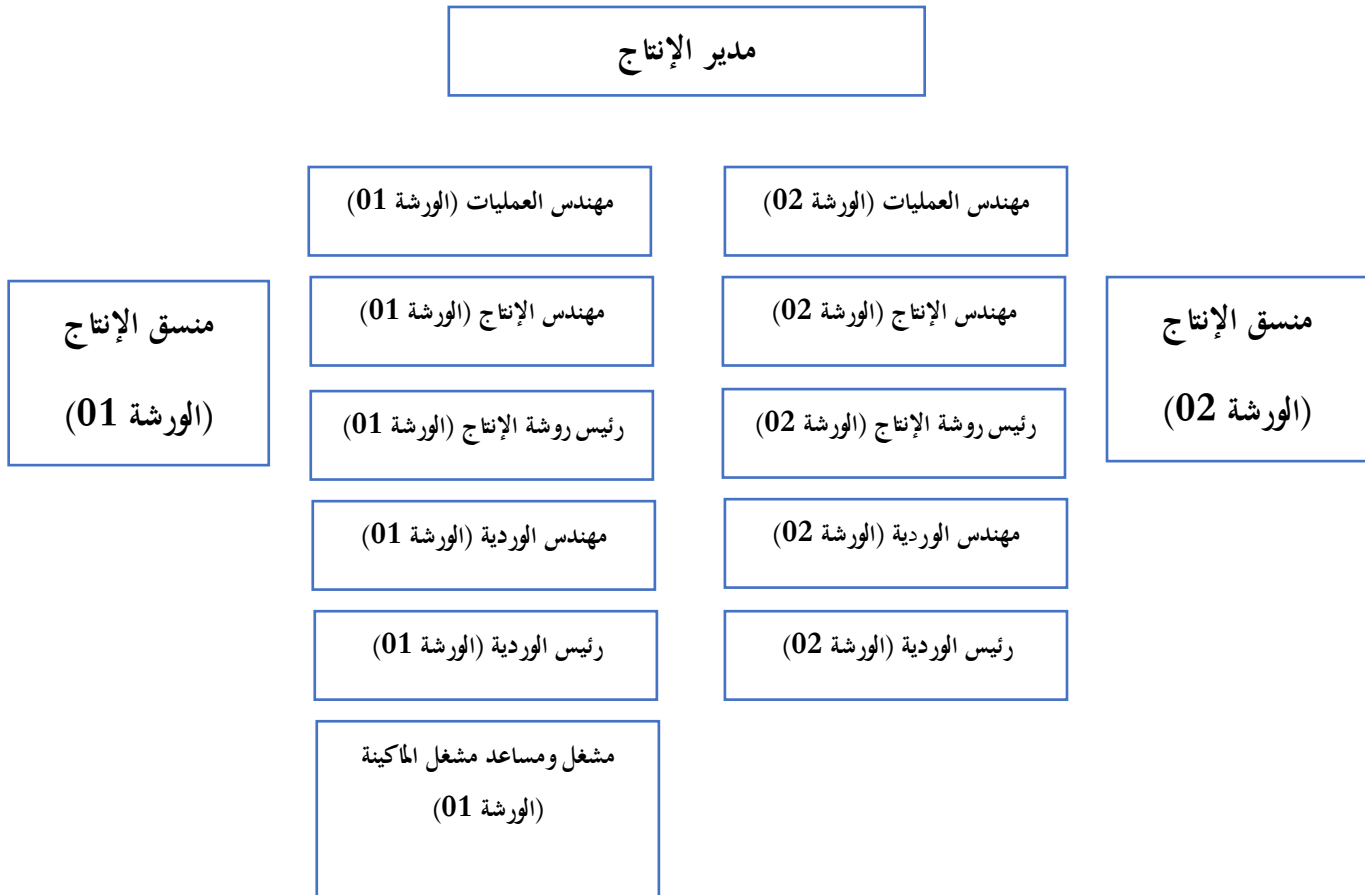 مدير الإنتاج
مهندس العمليات (الورشة 02)
مهندس العمليات (الورشة 01)
منسق الإنتاج
(الورشة 02)
مهندس الإنتاج (الورشة 02)
مهندس الإنتاج (الورشة 01)
منسق الإنتاج
(الورشة 01)
رئيس روشة الإنتاج (الورشة 02)
رئيس روشة الإنتاج (الورشة 01)
مهندس الوردية (الورشة 02)
مهندس الوردية (الورشة 01)
رئيس الوردية (الورشة 02)
رئيس الوردية (الورشة 01)
مشغل ومساعد مشغل الماكينة
(الورشة 01)